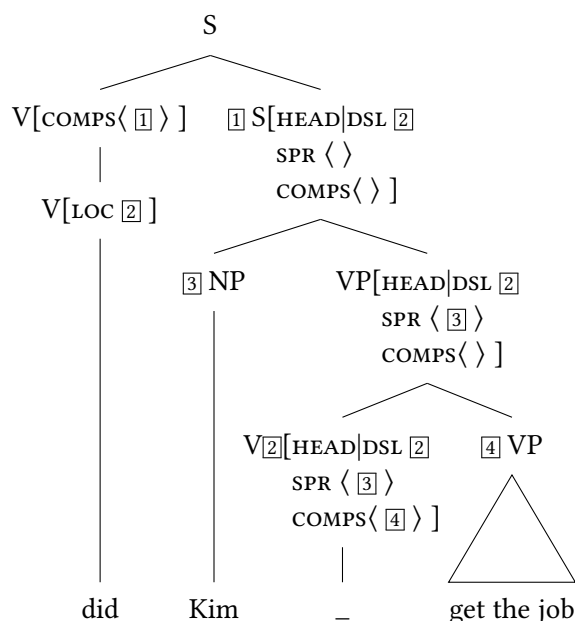 S
V[COMPS⟨ 1 ⟩ ] 1 S[HEAD|DSL 2
SPR ⟨ ⟩
COMPS⟨ ⟩ ]
V[LOC 2 ]
3 NP VP[HEAD|DSL 2
SPR ⟨ 3 ⟩
COMPS⟨ ⟩ ]
V2[HEAD|DSL 2 4 VP
SPR ⟨ 3 ⟩
COMPS⟨ 4 ⟩ ]
did Kim _ get the job